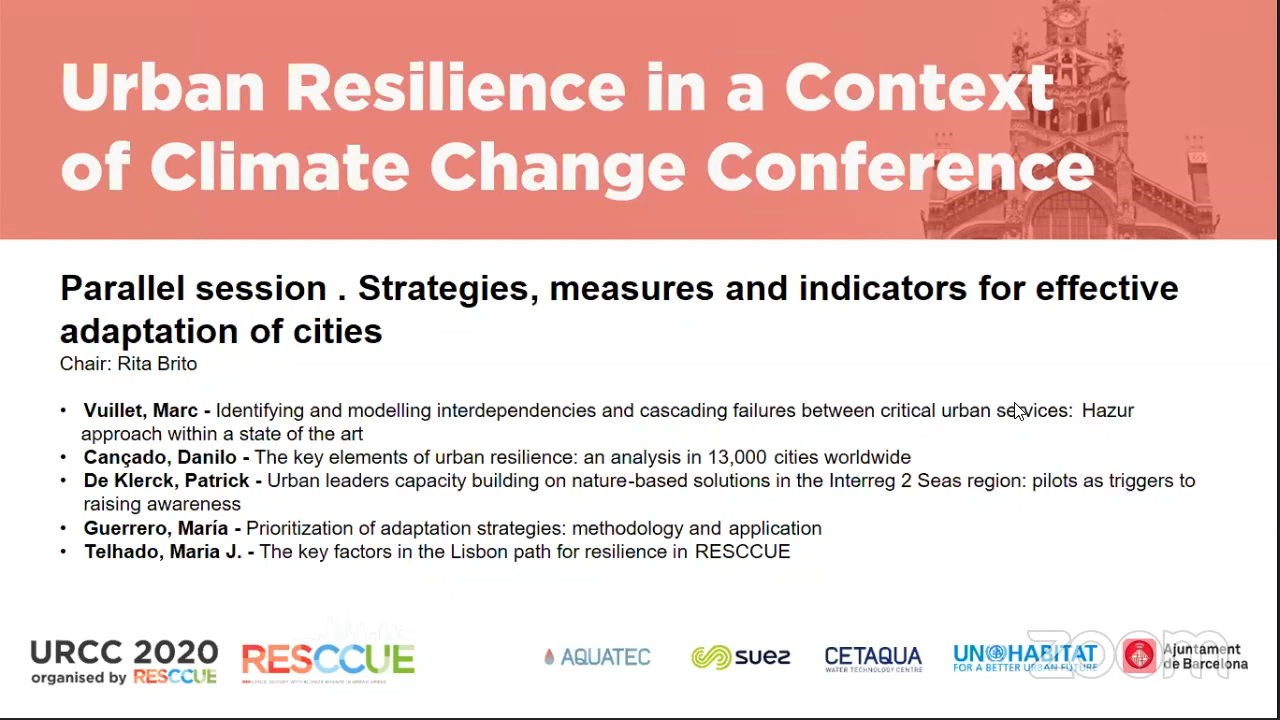 Urban Resilience in a Context
of Climate Change Conference
Parallel session . Strategies, measures and indicators for effective
adaptation of cities
Chair: Rita Brito
• Vuillet, Marc - Identifying and modelling interdependencies and cascading failures between critical urban services: Hazur
approach within a state of the art
• Cançado, Danilo - The key elements of urban resilience: an analysis in 13,000 cities worldwide
• De Klerck, Patrick - Urban leaders capacity building on nature-based solutions in the Interreg 2 Seas region: pilots as triggers to
raising awareness
• Guerrero, María - Prioritization of adaptation strategies: methodology and application
• Telhado, Maria J. - The key factors in the Lisbon path for resilience in RESCCUE
URCC 2020
organised by RESCCUE
RESCCUE
AQUATEC
suez
CETAQUA
WATER TECHNOLOGY CENTRE
UN HABITAT
FOR A BETTER URBAN FUTURE
Ajuntament
de Barcelona
zoom